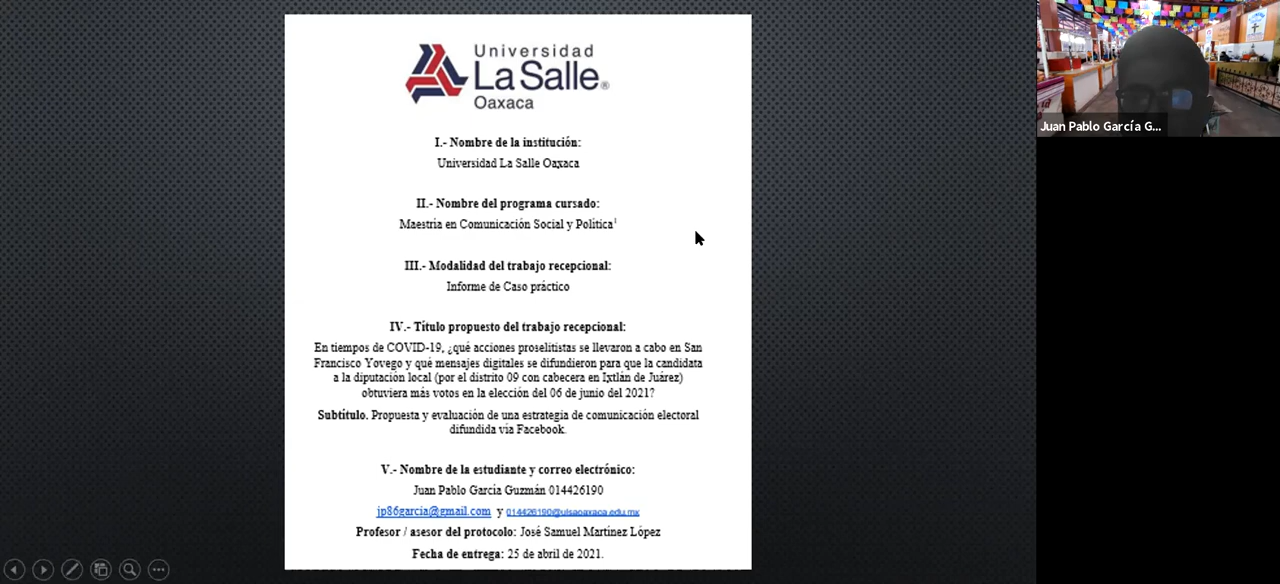 Universidad
La Salle®
Oaxaca
I.- Nombre de la institución:
Universidad La Salle Oaxaca
II.- Nombre del programa cursado:
Maestría en Comunicación Social y Política¹
III.- Modalidad del trabajo recepcional:
Informe de Caso práctico
IV.- Título propuesto del trabajo recepcional:
En tiempos de COVID-19, ¿qué acciones proselitistas se llevaron a cabo en San
Francisco Yovego y qué mensajes digitales se difundieron para que la candidata
a la diputación local (por el distrito 09 con cabecera en Ixtlán de Juárez)
obtuviera más votos en la elección del 06 de junio del 2021?
Subtítulo. Propuesta y evaluación de una estrategia de comunicación electoral
difundida vía Facebook.
V.- Nombre de la estudiante y correo electrónico:
Juan Pablo García Guzmán 014426190
jp86garcia@gmail.com y 014426190@ulsaoaxaca.edu.mx
Profesor / asesor del protocolo: José Samuel Martínez López
Fecha de entrega: 25 de abril de 2021.
Juan Pablo García G...